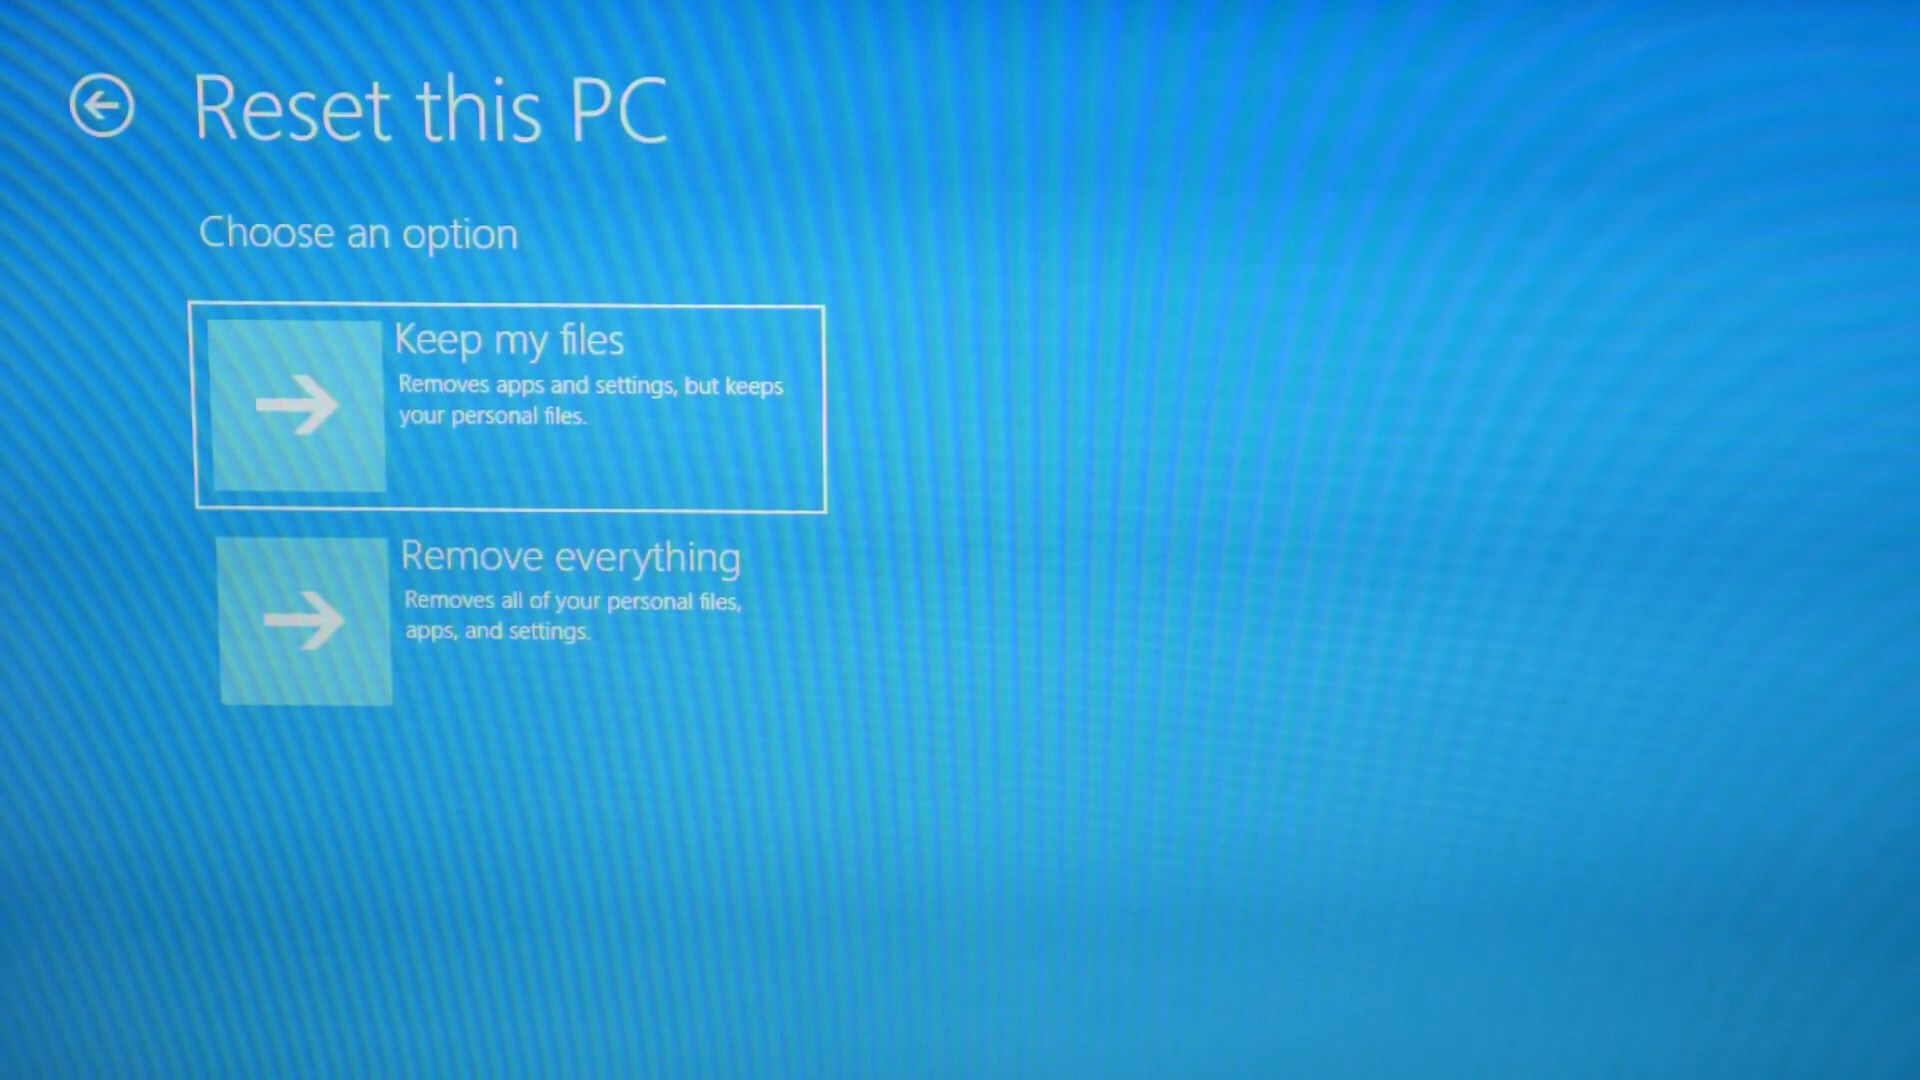 Reset this PC
Choose an option
Keep my files
Removes apps and settings, but keeps
your personal files.
Remove everything
Removes all of your personal files,
apps, and settings.